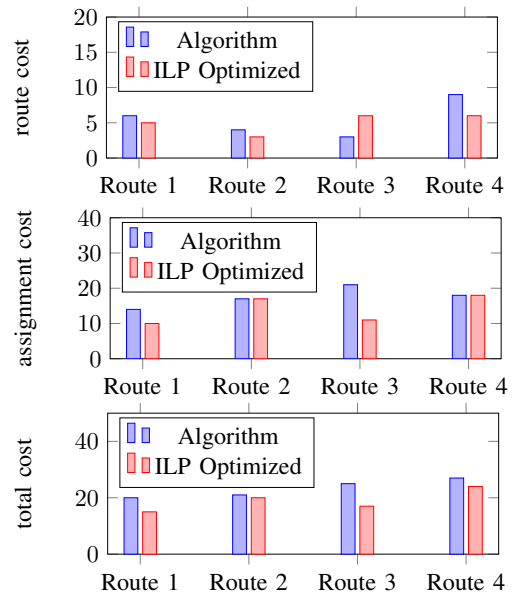 route cost
20
15
10
5
0
Algorithm
ILP Optimized
Route 1 Route 2 Route 3 Route 4
assignment cost
40
30
20
10
0
Algorithm
ILP Optimized
Route 1 Route 2 Route 3 Route 4
total cost
40
20
0
Algorithm
ILP Optimized
Route 1 Route 2 Route 3 Route 4